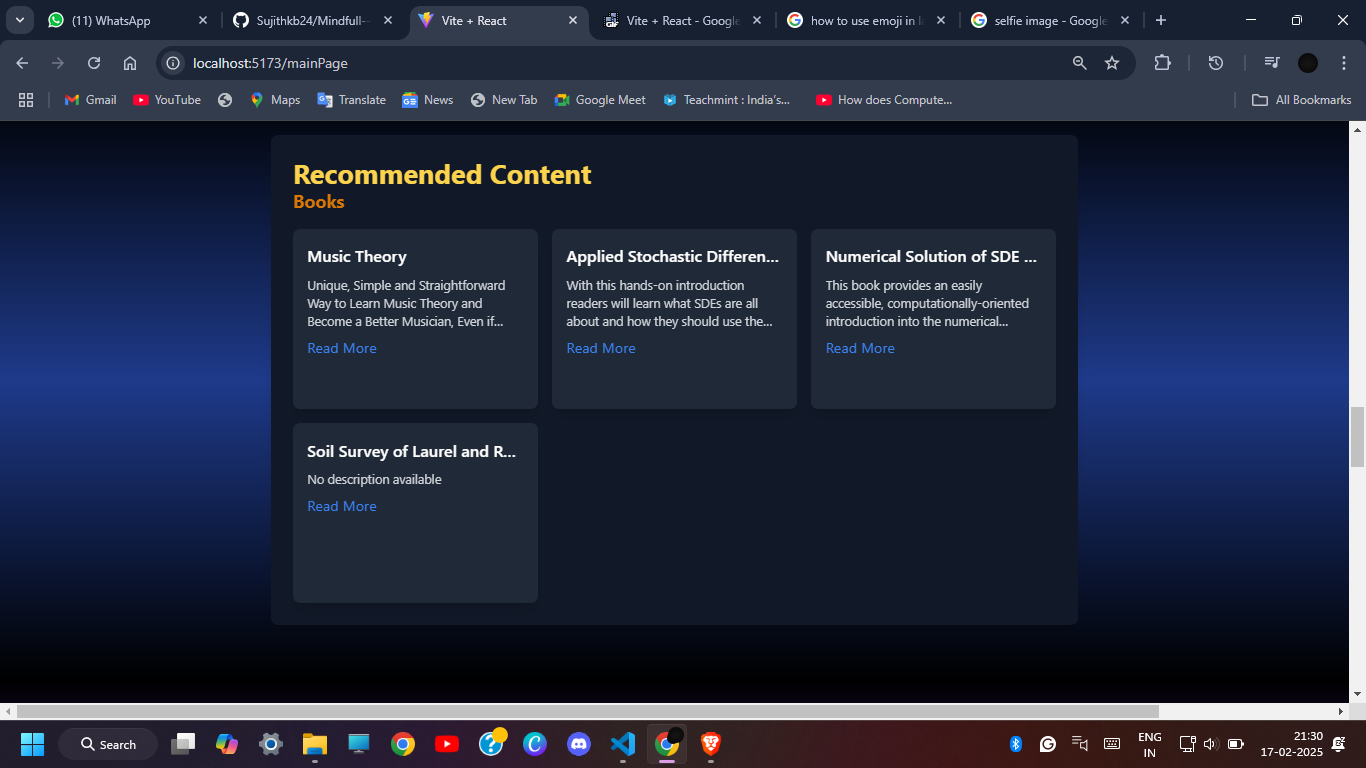 (11) WhatsApp
Sujithkb24/Mindfull-
Vite + React
Vite + React - Google
how to use emoji in l
selfie image - Google
localhost:5173/mainPage
Gmail
YouTube
Maps
Translate
News
New Tab
Google Meet
Teachmint : India's...
How does Compute...
All Bookmarks
Recommended Content
Books
Music Theory
Unique, Simple and Straightforward
Way to Learn Music Theory and
Become a Better Musician, Even if...
Read More
Applied Stochastic Differen...
With this hands-on introduction
readers will learn what SDEs are all
about and how they should use the...
Read More
Numerical Solution of SDE ...
This book provides an easily
accessible, computationally-oriented
introduction into the numerical...
Read More
Soil Survey of Laurel and R...
No description available
Read More
Search
ENG
IN
21:30
17-02-2025